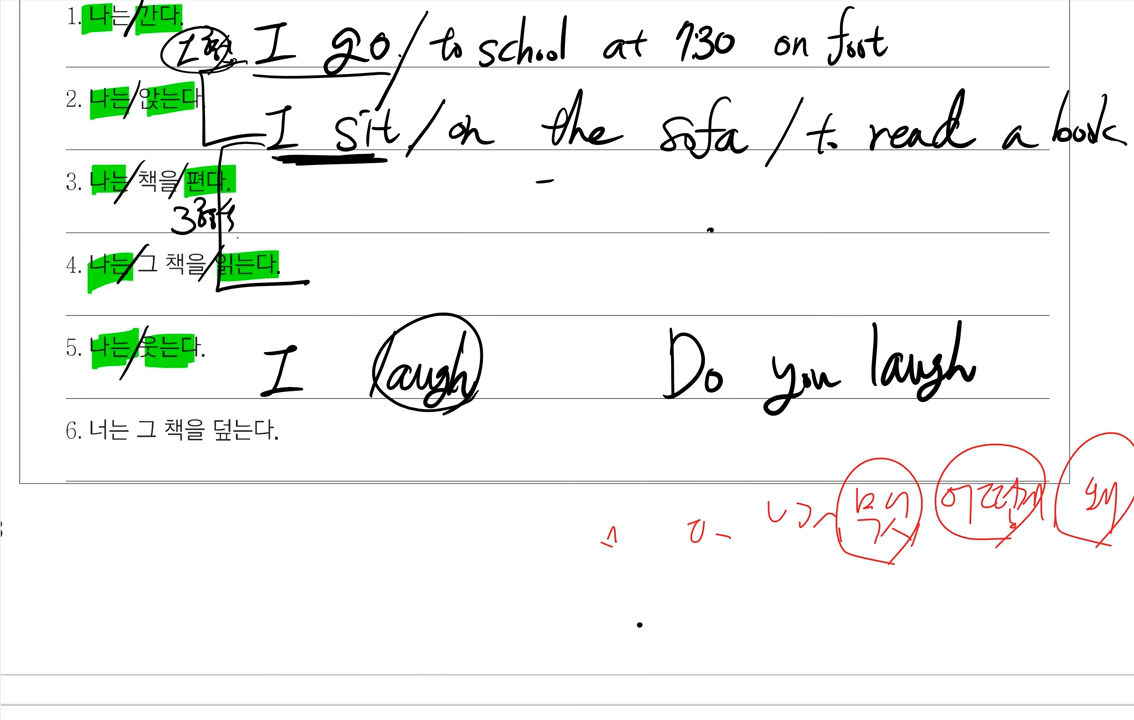 1. 나는/간다.
I go/to school at 7:30 on foot
2. 나는/앉는다
I sit/on the sofa/to read a book
3. 나는/책을/편다.
3형식
4. 나는/그 책을/읽는다.
5. 나는/웃는다.
I laugh Do you laugh
6. 너는 그 책을 덮는다.
무엇 어떻게 왜